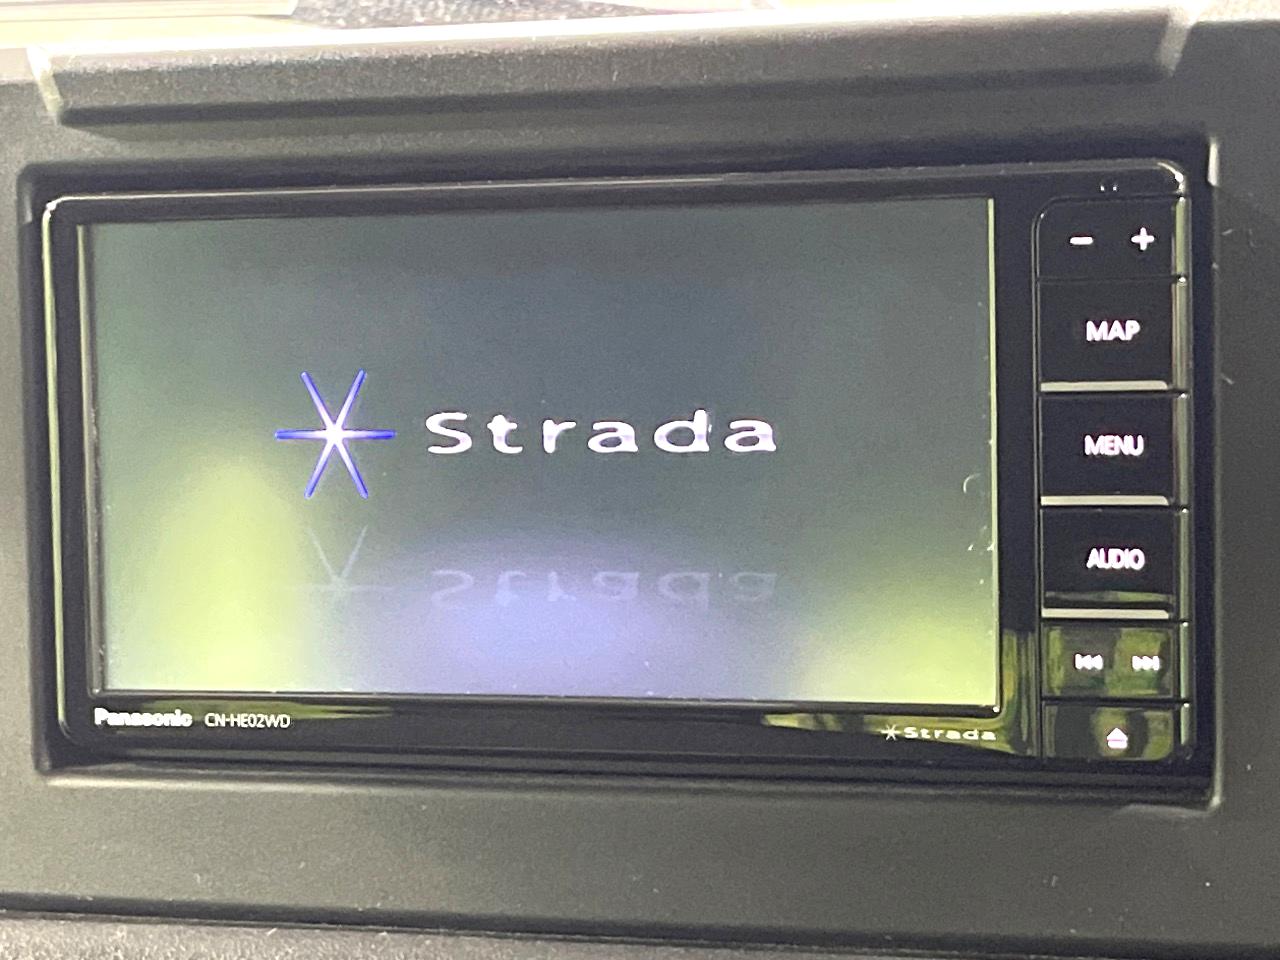 - +
MAP
Strada
MENU
AUDIO
Panasonic CN-HE02WD
Strada